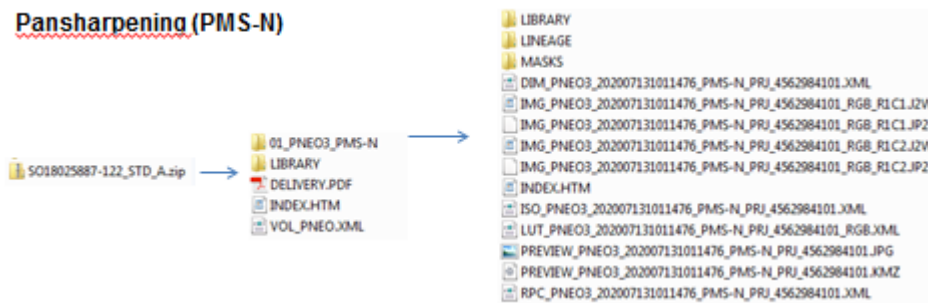 Pansharpening (PMS-N)
SO18025887-122_STD_A.zip
01_PNEO3_PMS-N
LIBRARY
DELIVERY.PDF
INDEX.HTM
VOL_PNEO.XML
LIBRARY
LINEAGE
MASKS
DIM_PNEO3_202007131011476_PMS-N_PRJ_4562984101.XML
IMG_PNEO3_202007131011476_PMS-N_PRJ_4562984101_RGB_R1C1.J2W
IMG_PNEO3_202007131011476_PMS-N_PRJ_4562984101_RGB_R1C1.JP2
IMG_PNEO3_202007131011476_PMS-N_PRJ_4562984101_RGB_R1C2.J2W
IMG_PNEO3_202007131011476_PMS-N_PRJ_4562984101_RGB_R1C2.JP2
INDEX.HTM
ISO_PNEO3_202007131011476_PMS-N_PRJ_4562984101.XML
LUT_PNEO3_202007131011476_PMS-N_PRJ_4562984101_RGB.XML
PREVIEW_PNEO3_202007131011476_PMS-N_PRJ_4562984101.JPG
PREVIEW_PNEO3_202007131011476_PMS-N_PRJ_4562984101.KMZ
RPC_PNEO3_202007131011476_PMS-N_PRJ_4562984101.XML